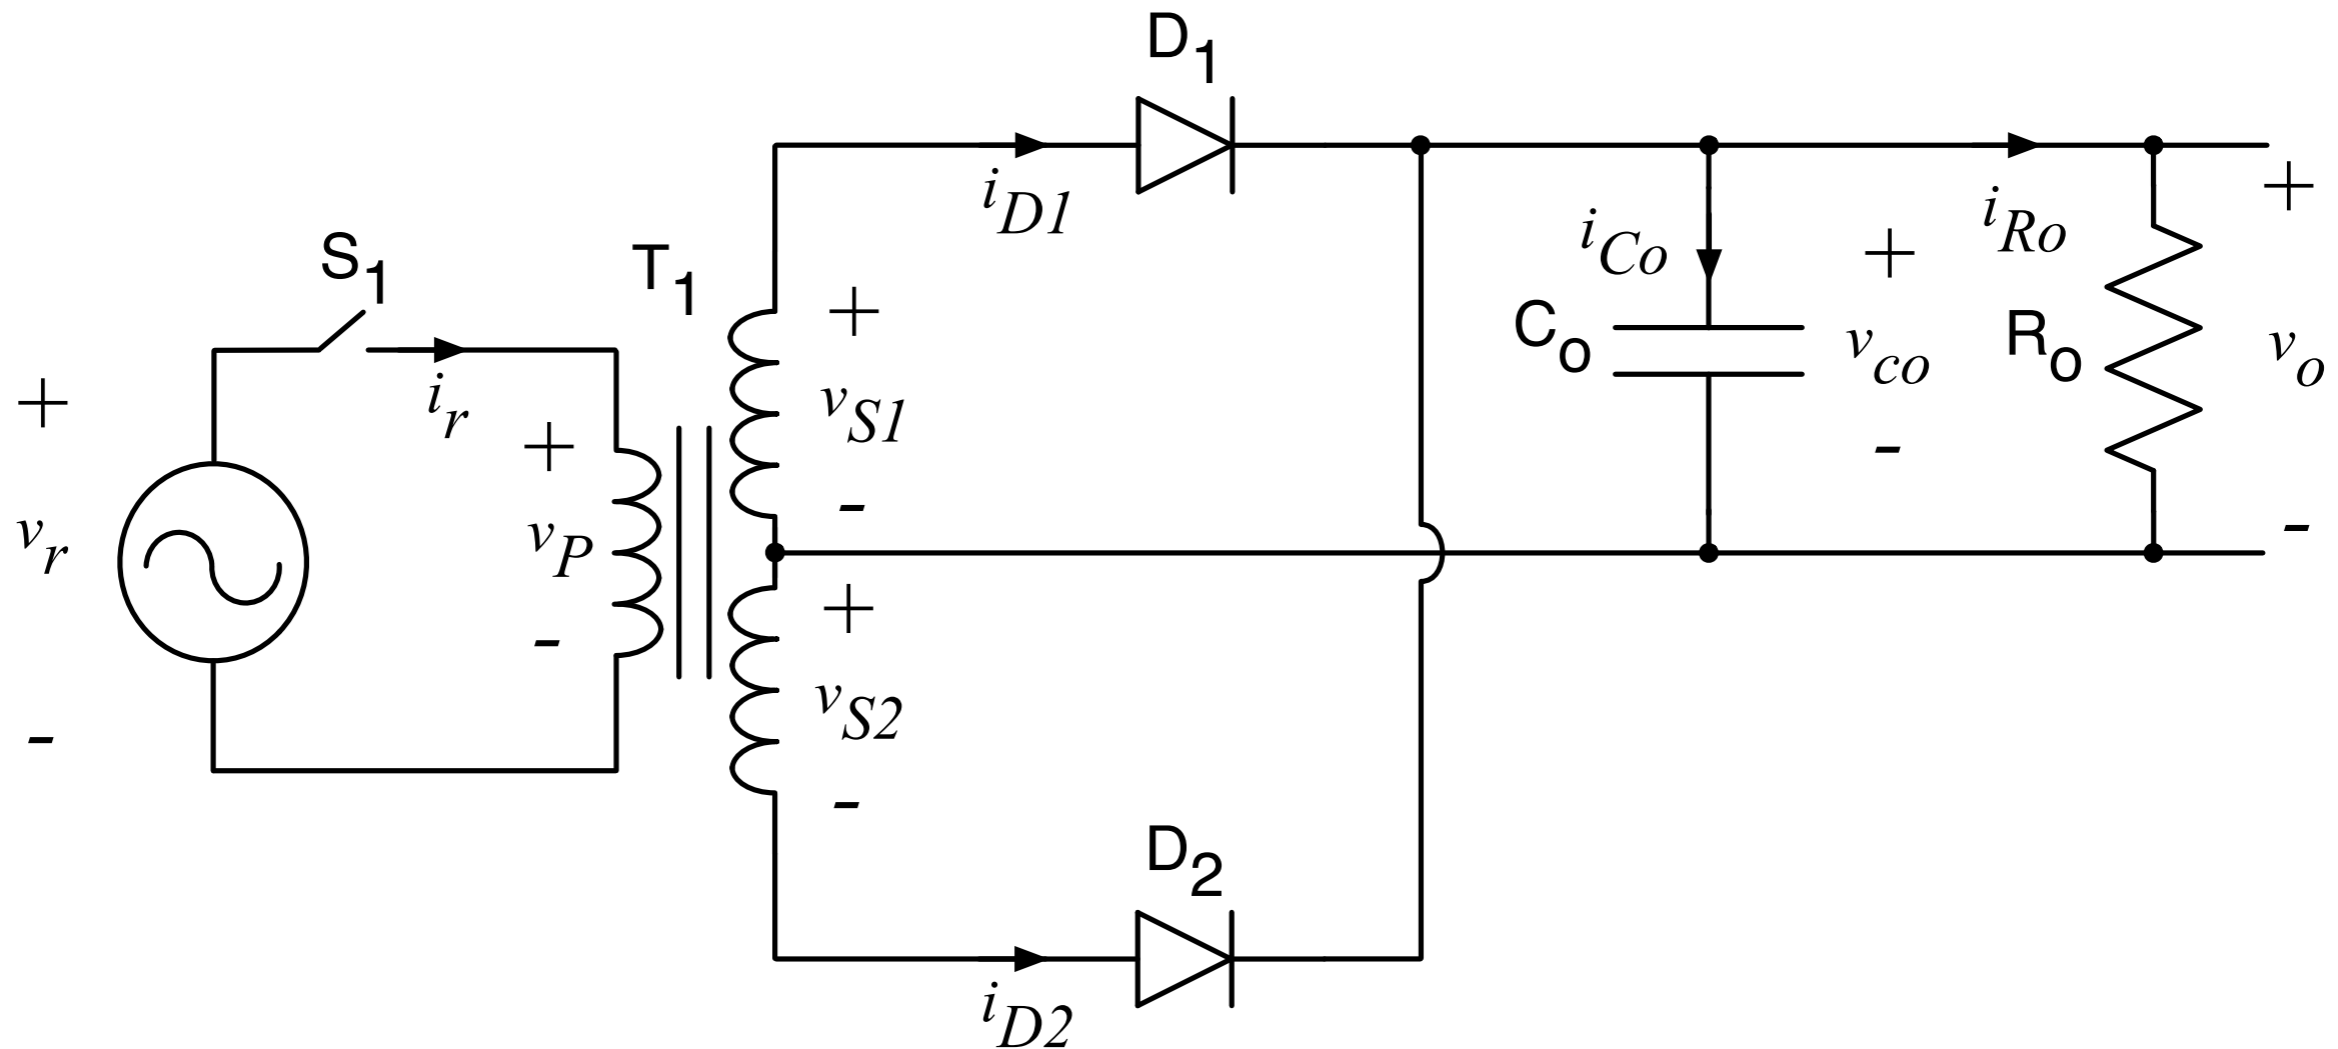 D1
iD1
S1
T1
+
iCo
+
iRo
+
+
ir
+
vP
-
vS1
-
Co
vco
-
Ro
vo
-
vr
-
+
vS2
-
D2
iD2